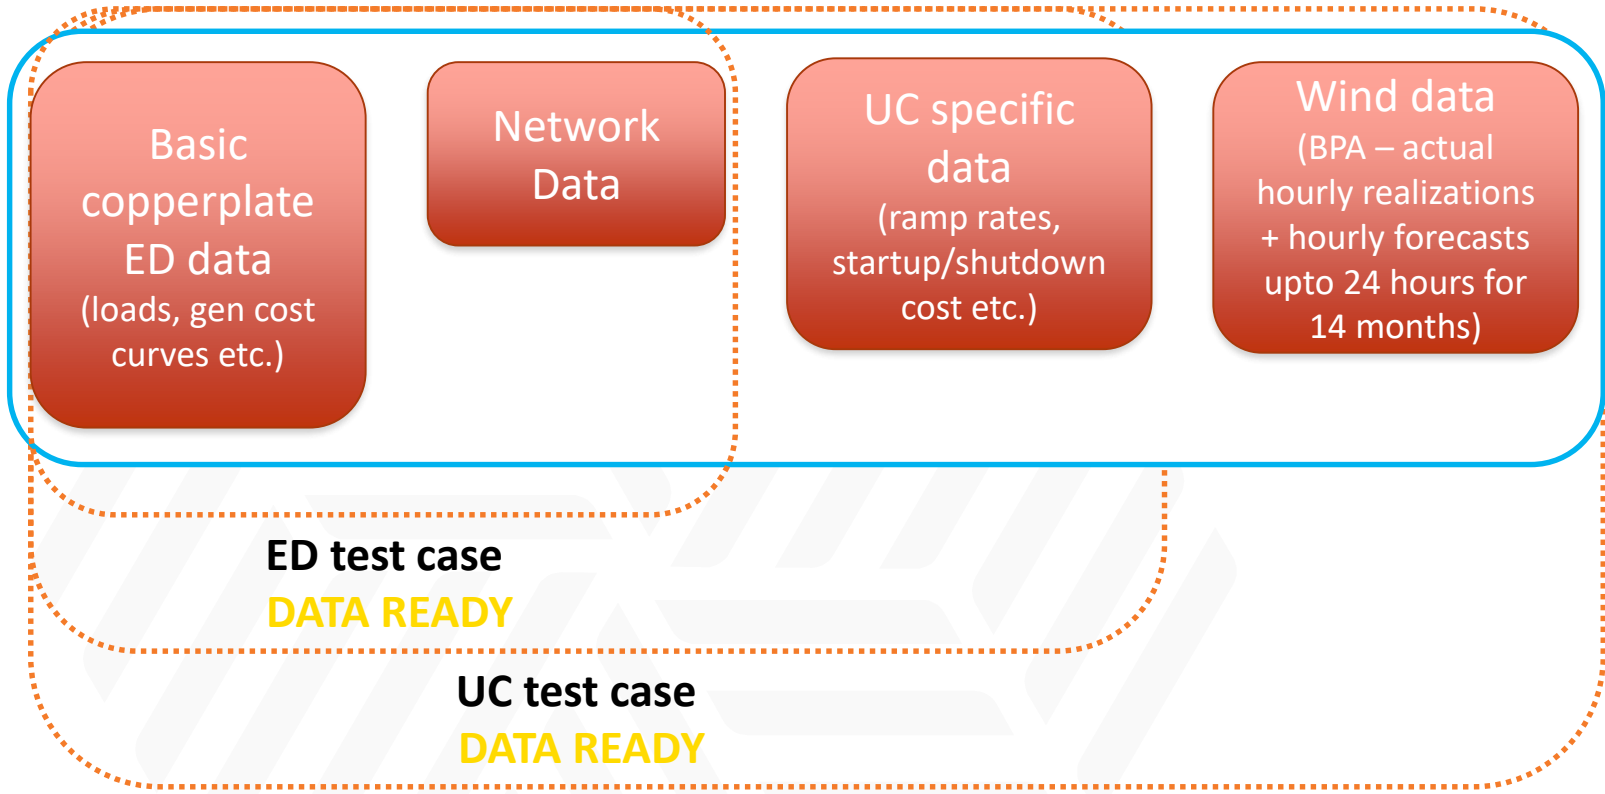 Basic
copperplate
ED data
(loads, gen cost
curves etc.)
Network
Data
UC specific
data
(ramp rates,
startup/shutdown
cost etc.)
Wind data
(BPA – actual
hourly realizations
+ hourly forecasts
upto 24 hours for
14 months)
ED test case
DATA READY
UC test case
DATA READY